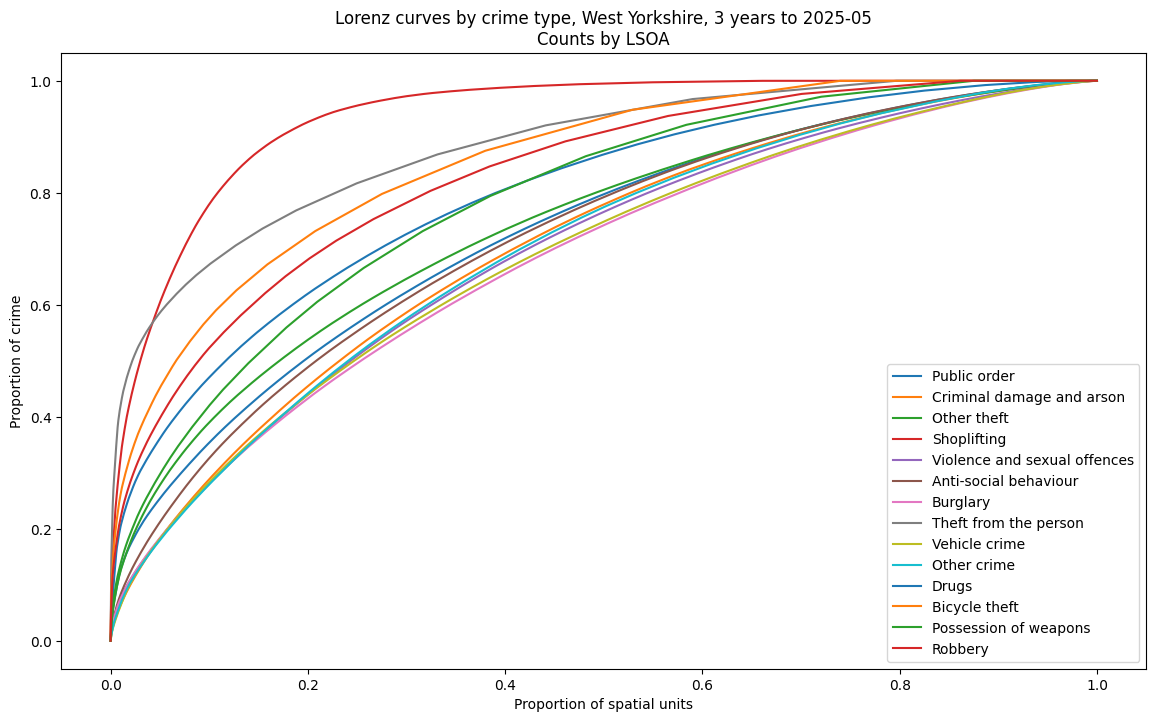 Lorenz curves by crime type, West Yorkshire, 3 years to 2025-05
Counts by LSOA
1.0
0.8
0.6
0.4
0.2
0.0
Proportion of crime
Public order
Criminal damage and arson
Other theft
Shoplifting
Violence and sexual offences
Anti-social behaviour
Burglary
Theft from the person
Vehicle crime
Other crime
Drugs
Bicycle theft
Possession of weapons
Robbery
0.0 0.2 0.4 0.6 0.8 1.0
Proportion of spatial units